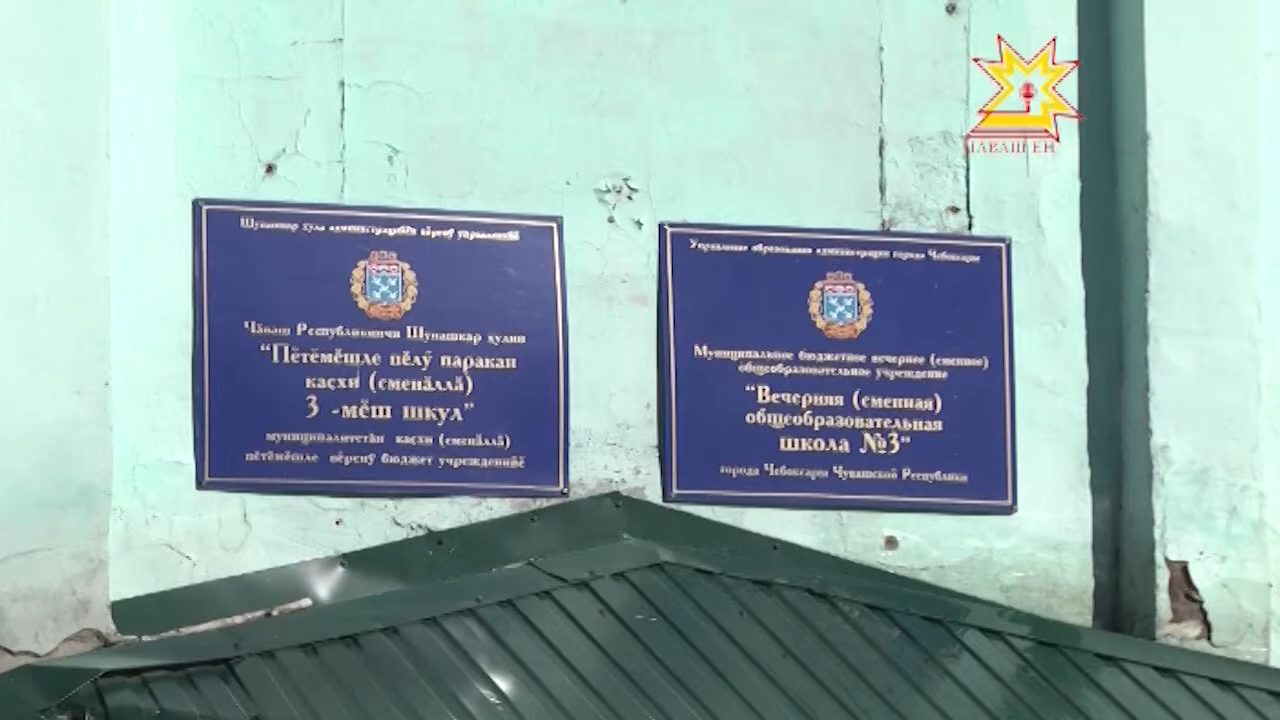 Шупашкар хула администрацийӗн вӗренӳ управленийӗ
Чӑваш Республикинчи Шупашкар хулин
“Пӗтӗмӗшле пӗлӳ паракан
каҫхи (сменӑллӑ)
3 -мӗш шкул”
муниципалитетӑн каҫхи (сменӑллӑ)
пӗтӗмӗшле вӗренӳ бюджет учрежденийӗ
Управление образования администрации города Чебоксары
Муниципальное бюджетное вечернее (сменное)
общеобразовательное учреждение
“Вечерняя (сменная)
общеобразовательная
школа №3”
города Чебоксары Чувашской Республики
ЧӐВАШ ЕН